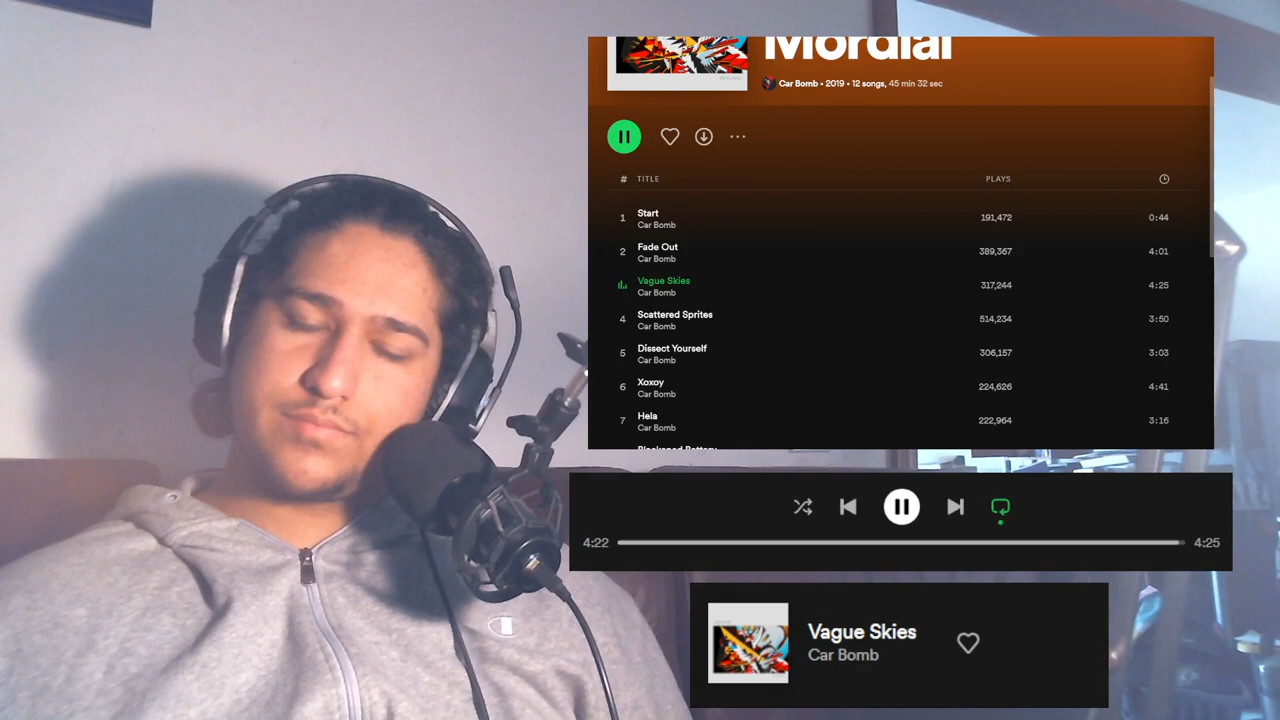 Mordial
Car Bomb • 2019 • 12 songs, 45 min 32 sec
# TITLE PLAYS
1 Start 191,472 0:44
Car Bomb
2 Fade Out 389,367 4:01
Car Bomb
Vague Skies 317,244 4:25
Car Bomb
4 Scattered Sprites 514,234 3:50
Car Bomb
5 Dissect Yourself 306,157 3:03
Car Bomb
6 Xoxoy 224,626 4:41
Car Bomb
7 Hela 222,964 3:16
Car Bomb
4:22 4:25
Vague Skies
Car Bomb